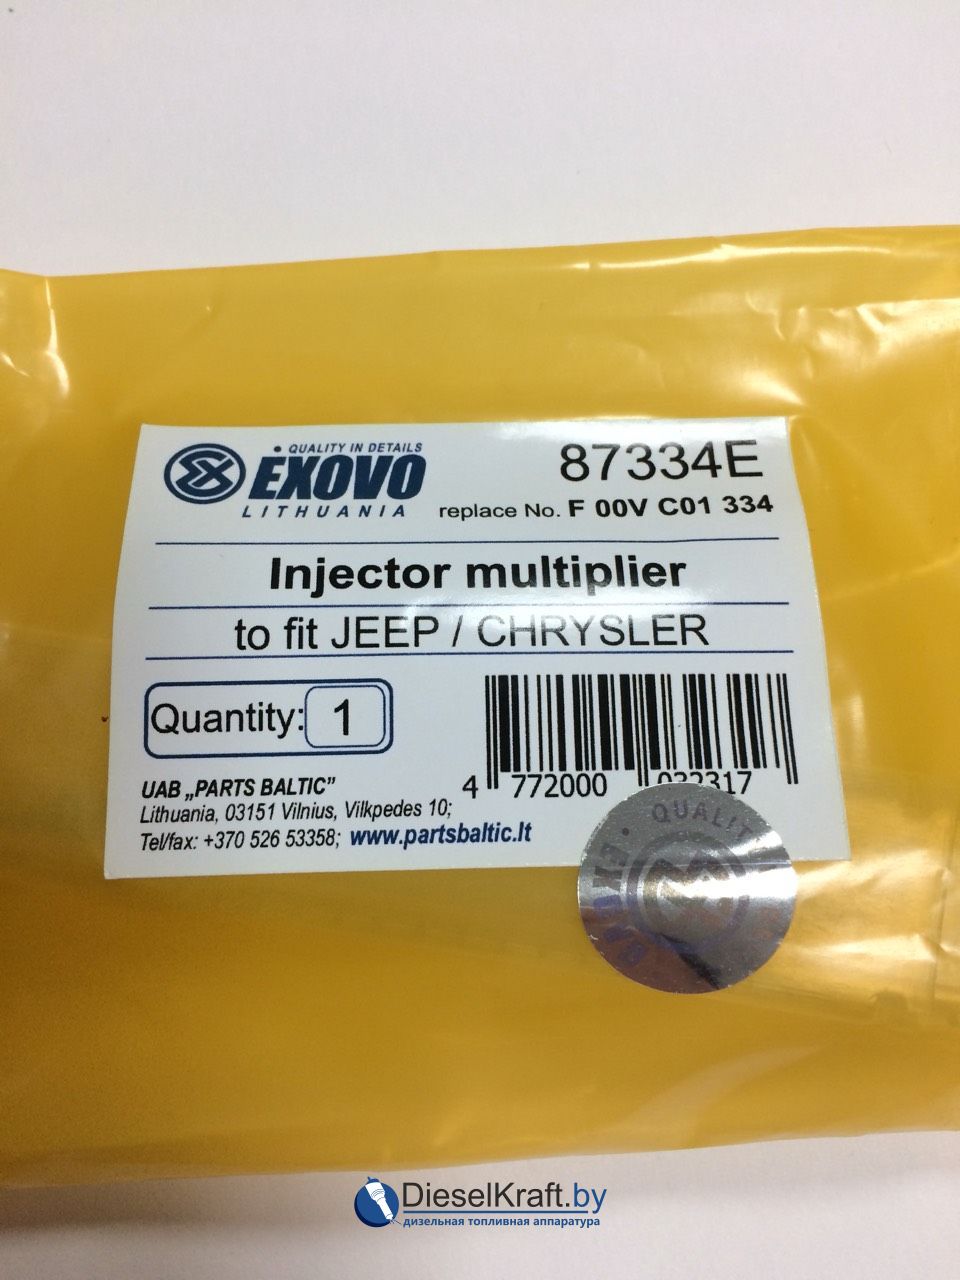 QUALITY IN DETAILS
EXOVO
LITHUANIA
87334E
replace No. F 00V C01 334
Injector multiplier
to fit JEEP / CHRYSLER
Quantity: 1
UAB „PARTS BALTIC”
Lithuania, 03151 Vilnius, Vilkpedes 10;
Tel/fax: +370 526 53358; www.partsbaltic.lt
4 772000 032317
DieselKraft.by
дизельная топливная аппаратура